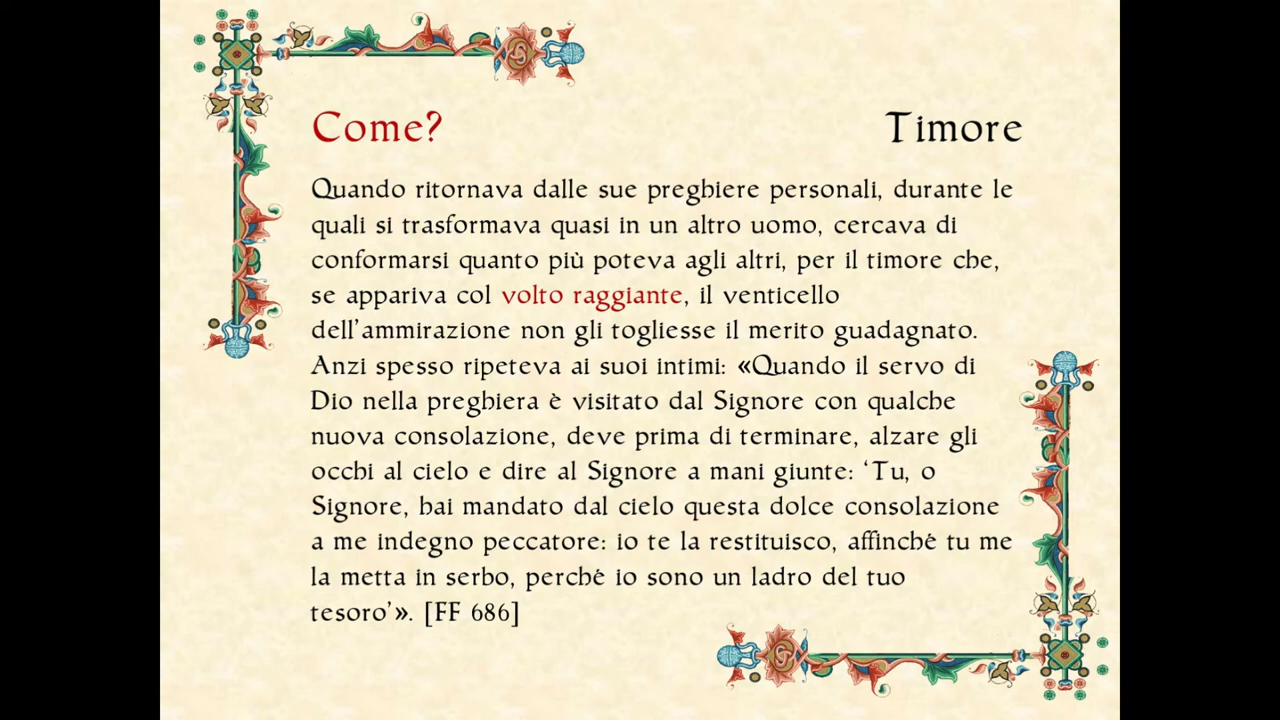 Come? Timore
Quando ritornava dalle sue preghiere personali, durante le
quali si trasformava quasi in un altro uomo, cercava di
conformarsi quanto più poteva agli altri, per il timore che,
se appariva col volto raggiante, il venticello
dell'ammirazione non gli togliesse il merito guadagnato.
Anzi spesso ripeteva ai suoi intimi: «Quando il servo di
Dio nella preghiera è visitato dal Signore con qualche
nuova consolazione, deve prima di terminare, alzare gli
occhi al cielo e dire al Signore a mani giunte: ‘Tu, o
Signore, hai mandato dal cielo questa dolce consolazione
a me indegno peccatore: io te la restituisco, affinché tu me
la metta in serbo, perché io sono un ladro del tuo
tesoro’». [FF 686]